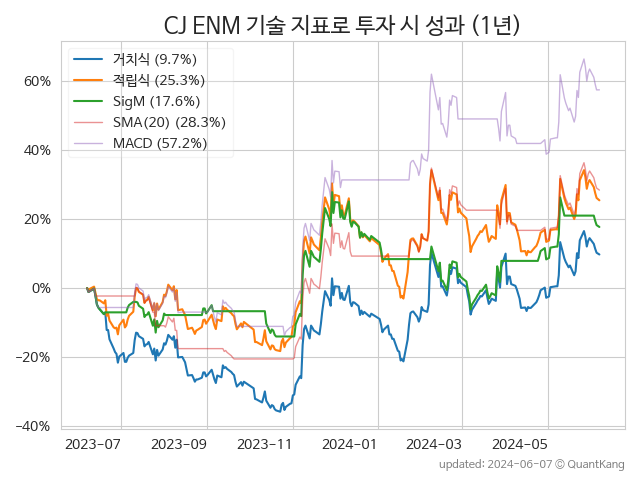 CJ ENM 기술 지표로 투자 시 성과 (1년)
거치식 (9.7%)
적립식 (25.3%)
SigM (17.6%)
SMA(20) (28.3%)
MACD (57.2%)
60%
40%
20%
0%
−20%
−40%
2023-07 2023-09 2023-11 2024-01 2024-03 2024-05
updated: 2024-06-07 © QuantKang